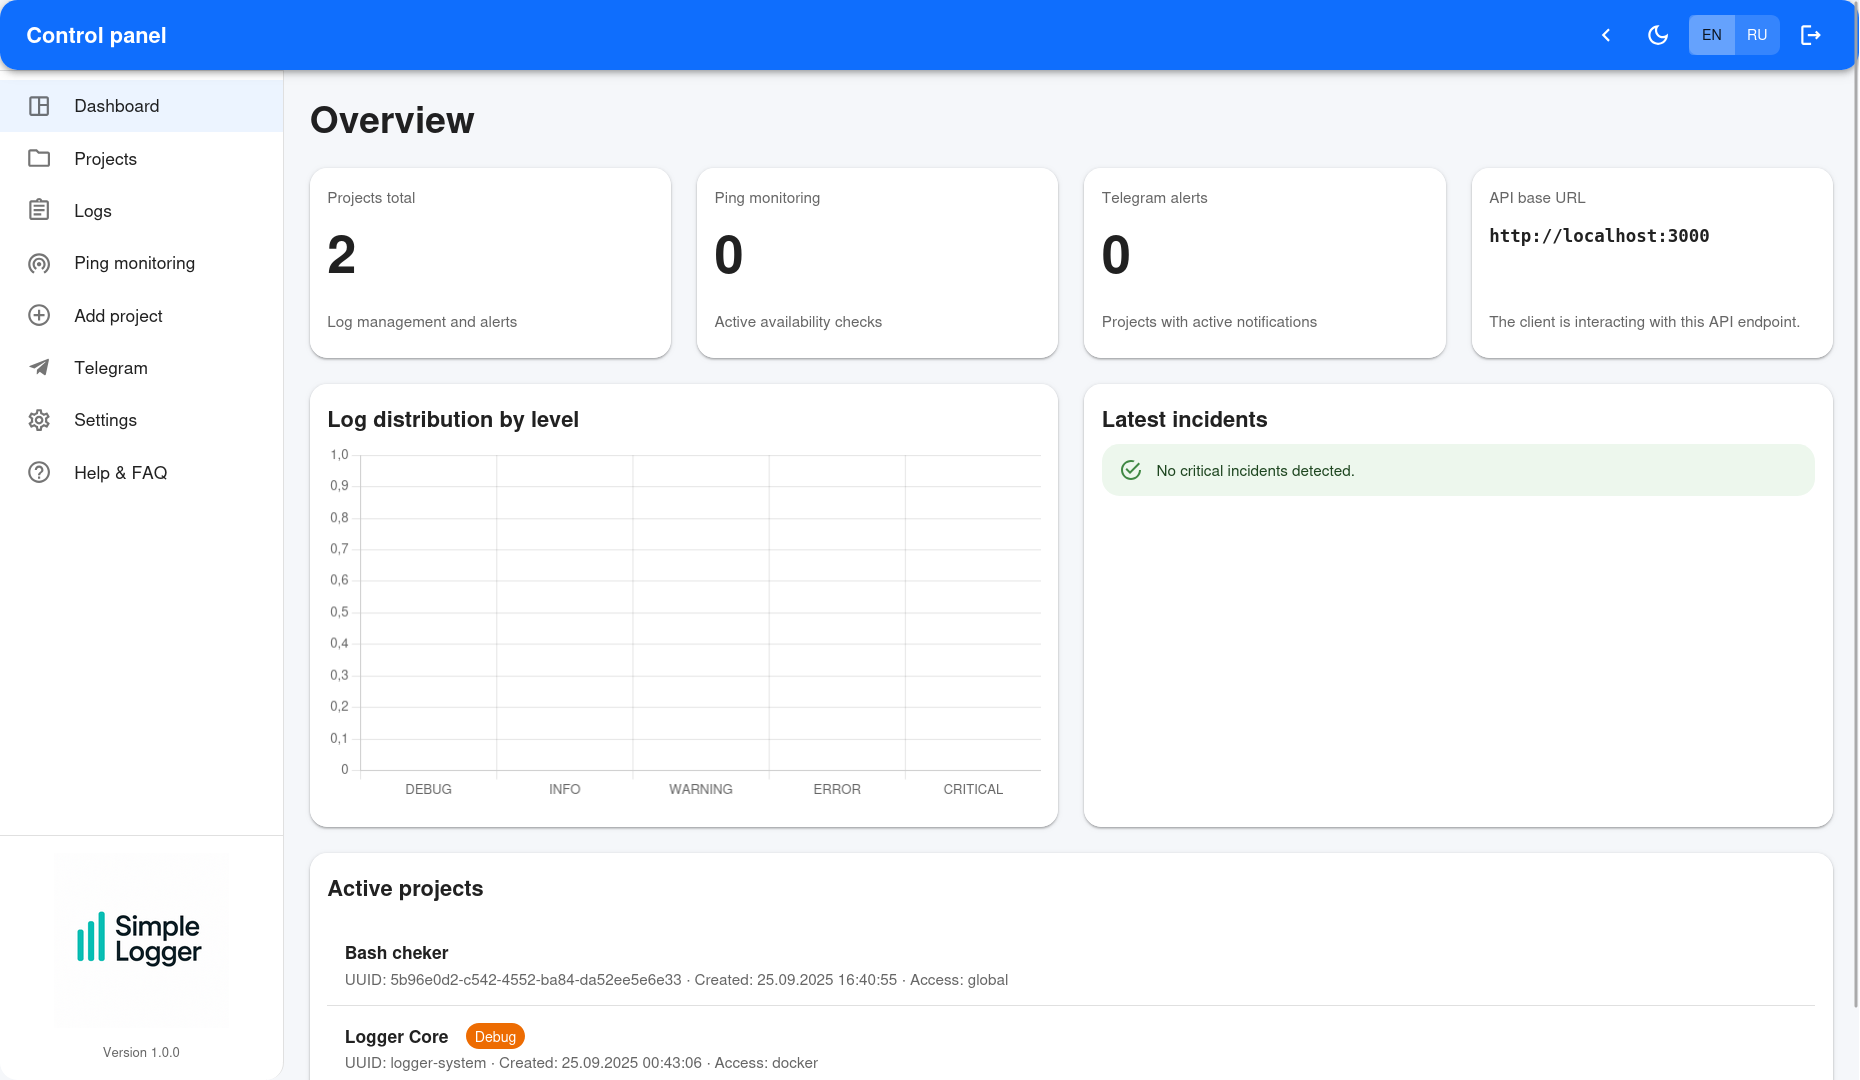 Control panel
EN
RU
Dashboard
Projects
Logs
Ping monitoring
Add project
Telegram
Settings
Help & FAQ
Simple
Logger
Version 1.0.0
Overview
Projects total
2
Log management and alerts
Ping monitoring
0
Active availability checks
Telegram alerts
0
Projects with active notifications
API base URL
http://localhost:3000
The client is interacting with this API endpoint.
Log distribution by level
1,0
0,9
0,8
0,7
0,6
0,5
0,4
0,3
0,2
0,1
0
DEBUG INFO WARNING ERROR CRITICAL
Latest incidents
No critical incidents detected.
Active projects
Bash cheker
UUID: 5b96e0d2-c542-4552-ba84-da52ee5e6e33 · Created: 25.09.2025 16:40:55 · Access: global
Logger Core Debug
UUID: logger-system · Created: 25.09.2025 00:43:06 · Access: docker